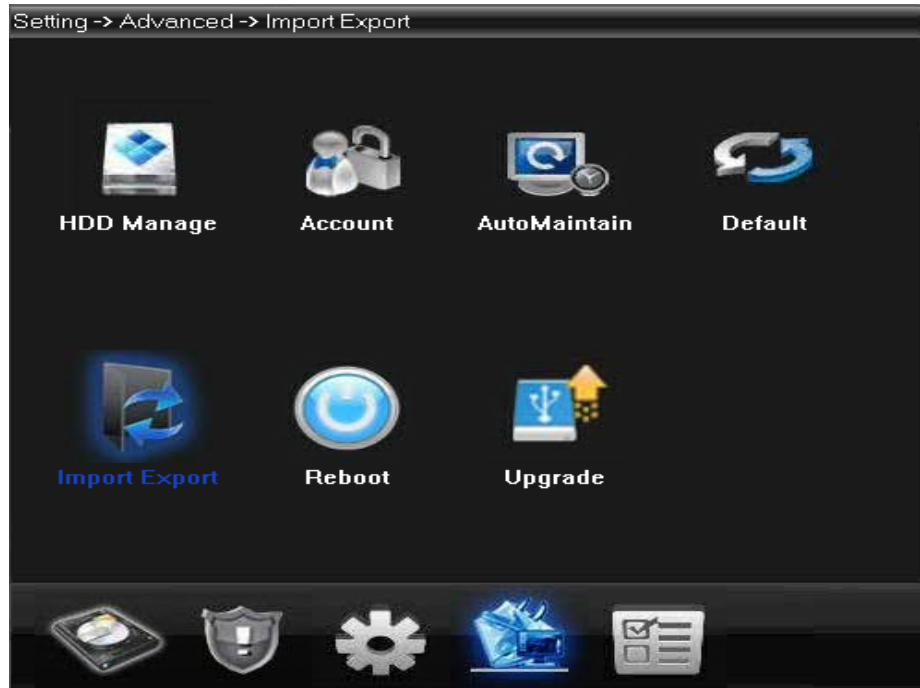 Setting -> Advanced -> Import Export
HDD Manage
Account
AutoMaintain
Default
Import Export
Reboot
Upgrade